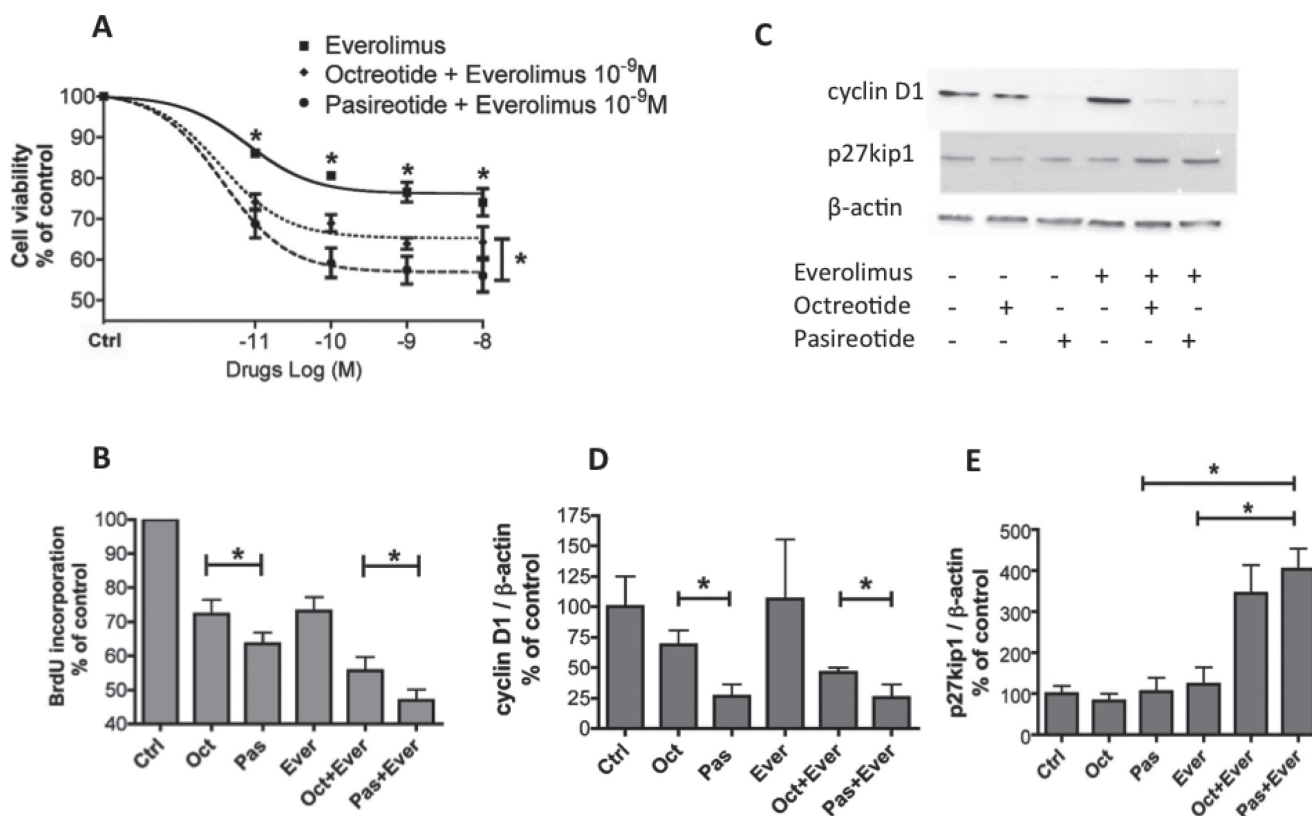 A
Everolimus
Octreotide + Everolimus 10⁻⁹M
Pasireotide + Everolimus 10⁻⁹M
Cell viability
% of control
100
90
80
70
60
50
* * * *
*
Ctrl -11 -10 -9 -8
Drugs Log (M)
C
cyclin D1
p27kip1
β-actin
Everolimus - - - + + +
Octreotide - + - - + -
Pasireotide - - + - - +
B
BrdU incorporation
% of control
100
90
80
70
60
50
40
* *
Ctrl Oct Pas Ever Oct+Ever Pas+Ever
D
cyclin D1 / β-actin
% of control
175
150
125
100
75
50
25
0
* *
Ctrl Oct Pas Ever Oct+Ever Pas+Ever
E
p27kip1 / β-actin
% of control
500
400
300
200
100
0
*
*
Ctrl Oct Pas Ever Oct+Ever Pas+Ever